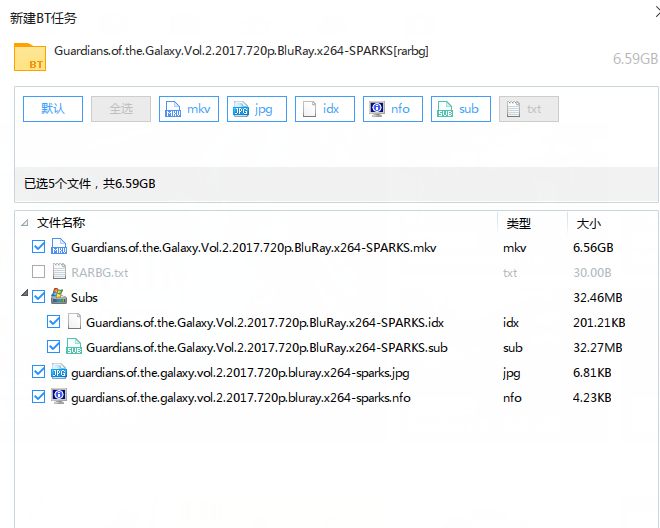 新建BT任务
BT
Guardians.of.the.Galaxy.Vol.2.2017.720p.BluRay.x264-SPARKS[rarbg]
6.59GB
默认 全选 MKV mkv JPG jpg idx nfo SUB sub txt
已选5个文件，共6.59GB
文件名称 类型 大小
MKV Guardians.of.the.Galaxy.Vol.2.2017.720p.BluRay.x264-SPARKS.mkv mkv 6.56GB
RARBG.txt txt 30.00B
Subs 32.46MB
Guardians.of.the.Galaxy.Vol.2.2017.720p.BluRay.x264-SPARKS.idx idx 201.21KB
SUB Guardians.of.the.Galaxy.Vol.2.2017.720p.BluRay.x264-SPARKS.sub sub 32.27MB
JPG guardians.of.the.galaxy.vol.2.2017.720p.bluray.x264-sparks.jpg jpg 6.81KB
guardians.of.the.galaxy.vol.2.2017.720p.bluray.x264-sparks.nfo nfo 4.23KB